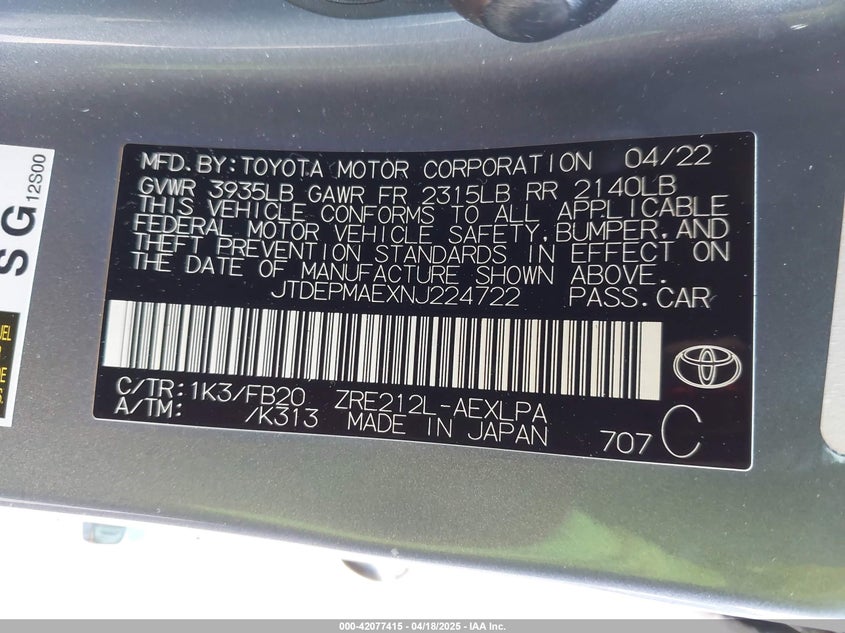 MFD.BY:TOYOTA MOTOR CORPORATION 04/22
GVWR 3935LB GAWR FR 2315LB RR 2140LB
THIS VEHICLE CONFORMS TO ALL APPLICABLE
FEDERAL MOTOR VEHICLE SAFETY,BUMPER,AND
THEFT PREVENTION STANDARDS IN EFFECT ON
THE DATE OF MANUFACTURE SHOWN ABOVE.
JTDEPMAEXNJ224722 PASS.CAR
C/TR:1K3/FB20 ZRE212L-AEXLPA
A/TM: /K313 MADE IN JAPAN 707 C
SG
12S00
000-42077415 - 04/18/2025 - IAA Inc.